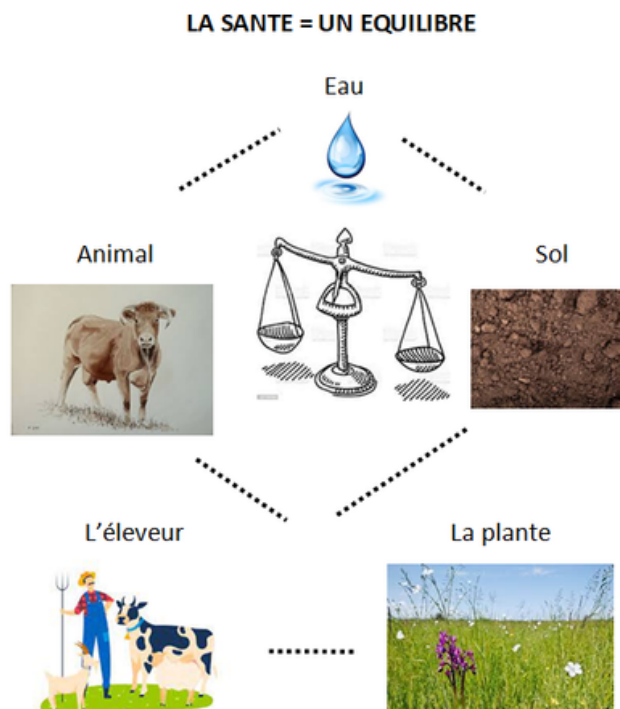 LA SANTE = UN EQUILIBRE
Eau
Animal
Sol
L'éleveur
La plante